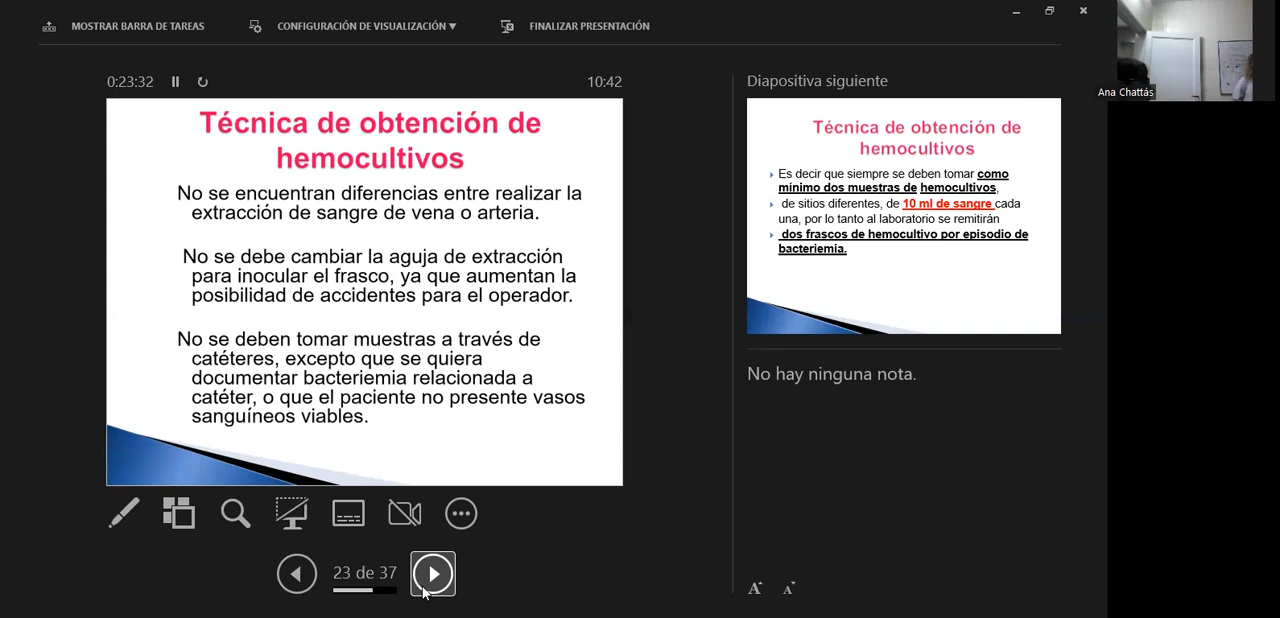 MOSTRAR BARRA DE TAREAS
CONFIGURACIÓN DE VISUALIZACIÓN ▼
FINALIZAR PRESENTACIÓN
Ana Chattás
0:23:32
10:42
Técnica de obtención de
hemocultivos
No se encuentran diferencias entre realizar la
extracción de sangre de vena o arteria.
No se debe cambiar la aguja de extracción
para inocular el frasco, ya que aumentan la
posibilidad de accidentes para el operador.
No se deben tomar muestras a través de
catéteres, excepto que se quiera
documentar bacteriemia relacionada a
catéter, o que el paciente no presente vasos
sanguíneos viables.
23 de 37
Diapositiva siguiente
Técnica de obtención de
hemocultivos
Es decir que siempre se deben tomar como
mínimo dos muestras de hemocultivos,
de sitios diferentes, de 10 ml de sangre cada
una, por lo tanto al laboratorio se remitirán
dos frascos de hemocultivo por episodio de
bacteriemia.
No hay ninguna nota.
A A